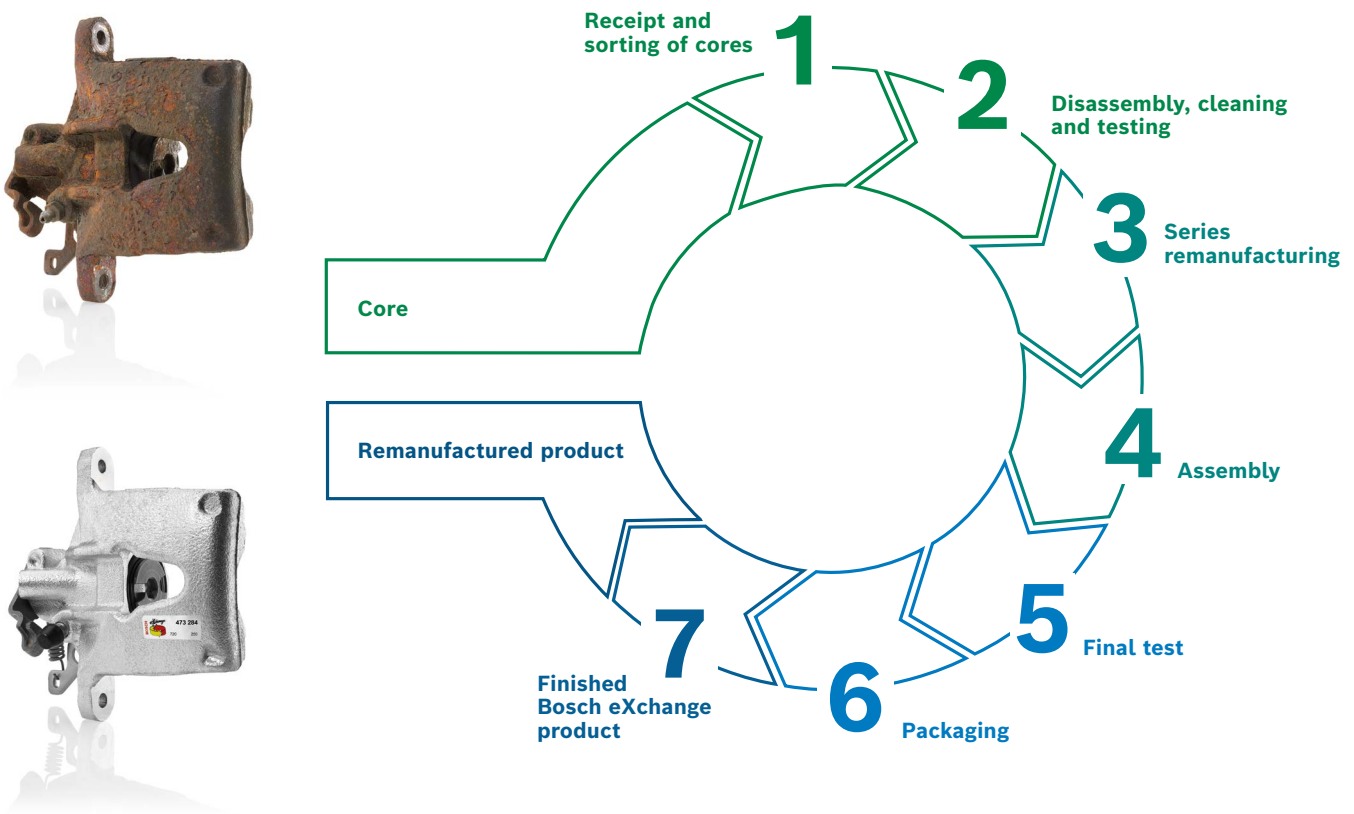 Receipt and
sorting of cores
1
2
Disassembly, cleaning
and testing
3
Series
remanufacturing
Core
4
Assembly
Remanufactured product
5
Final test
6
Packaging
7
Finished
Bosch eXchange
product
BOSCH
473 284